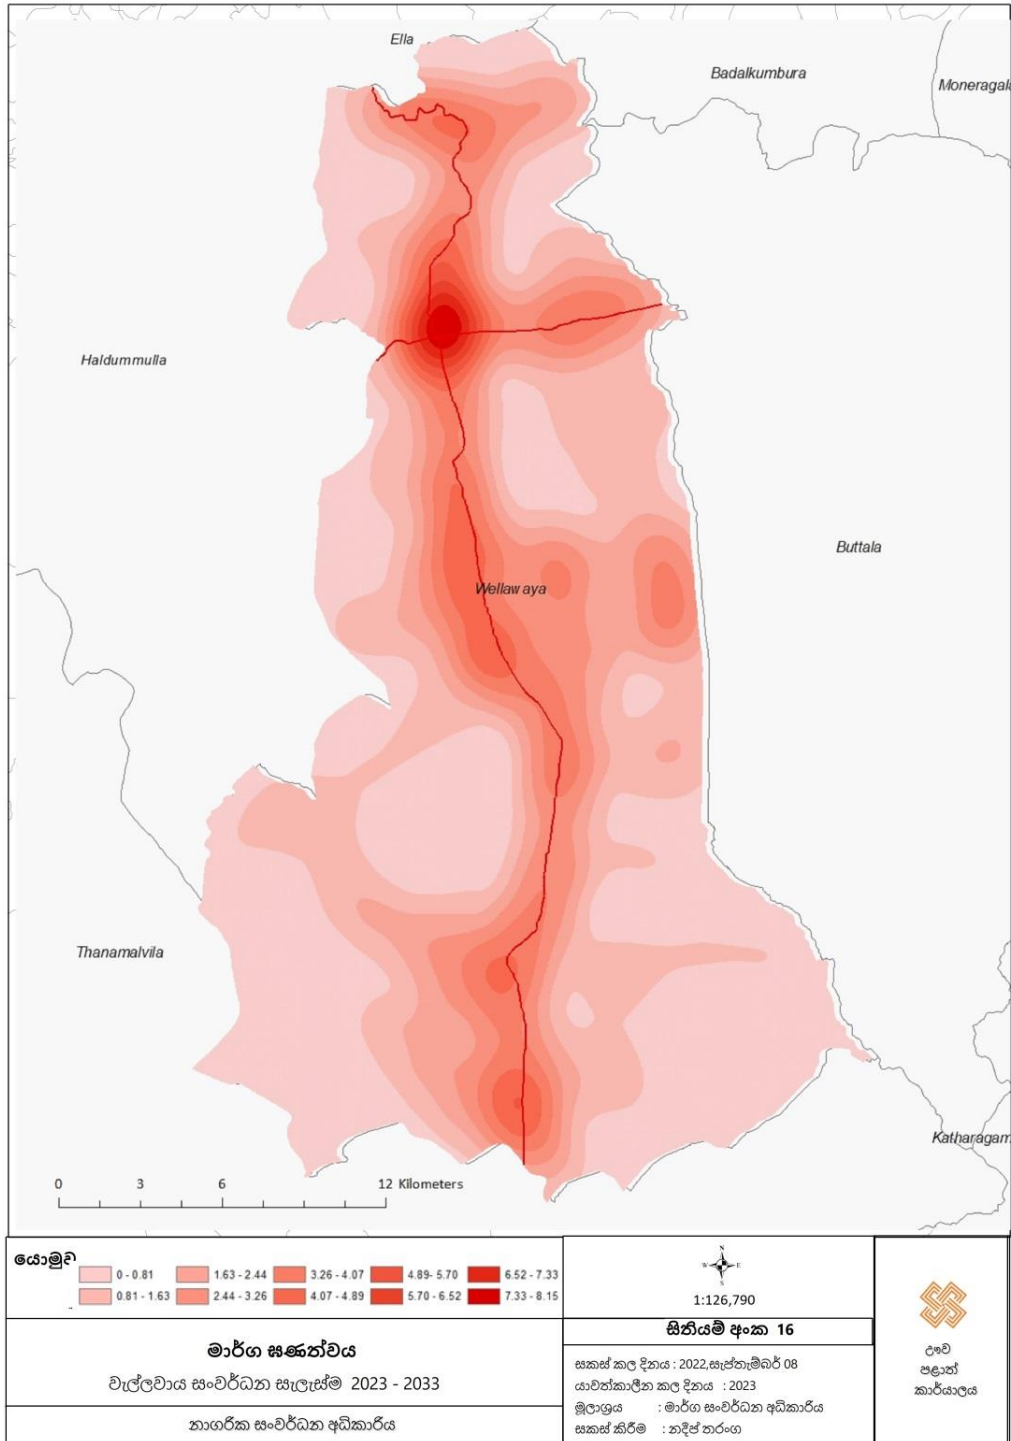 Ella
Badalkumbura
Moneragala
Haldummulla
Buttala
Wellawaya
Thanamalvila
Katharagam
0 3 6 12 Kilometers
යොමුව
0 - 0.81
1.63 - 2.44
3.26 - 4.07
4.89- 5.70
6.52 - 7.33
0.81 - 1.63
2.44 - 3.26
4.07 - 4.89
5.70 - 6.52
7.33 - 8.15
N
W E
S
1:126,790
මාර්ග ඝණත්වය
වැල්ලවාය සංවර්ධන සැලැස්ම 2023 - 2033
නාගරික සංවර්ධන අධිකාරිය
සිතියම් අංක 16
සකස් කල දිනය : 2022,සැප්තැම්බර් 08
යාවත්කාලීන කල දිනය : 2023
මූලාශ්‍රය : මාර්ග සංවර්ධන අධිකාරිය
සකස් කිරීම : නදීප් තරංග
ඌව
පළාත්
කාර්යාලය